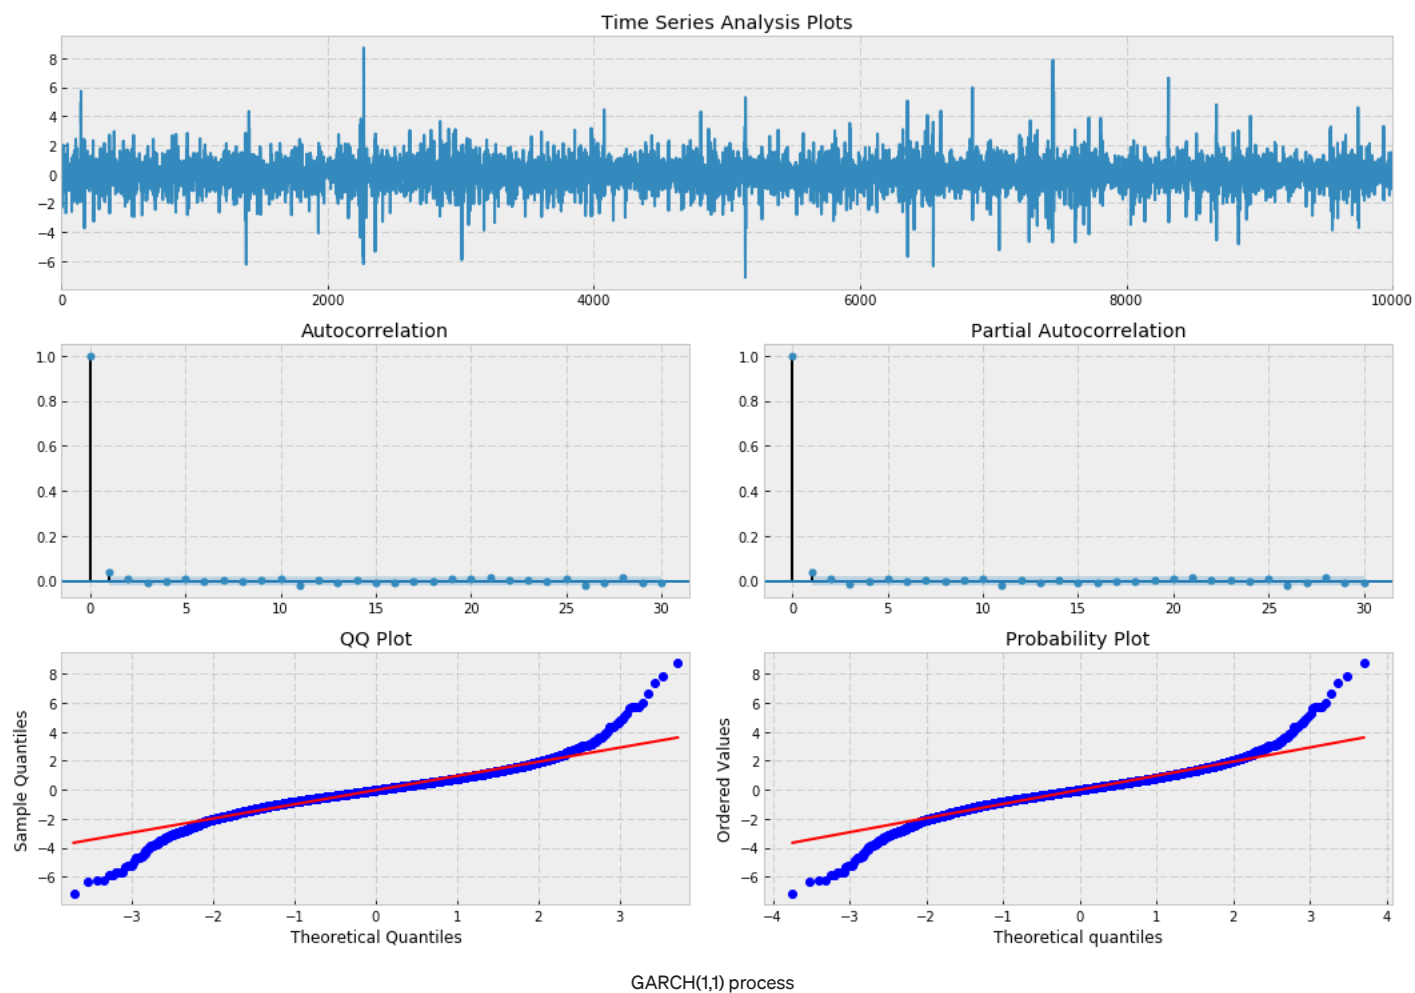 Time Series Analysis Plots
8
6
4
2
0
−2
−4
−6
0 2000 4000 6000 8000 10000
Autocorrelation Partial Autocorrelation
1.0 1.0
0.8 0.8
0.6 0.6
0.4 0.4
0.2 0.2
0.0 0.0
0 5 10 15 20 25 30 0 5 10 15 20 25 30
QQ Plot Probability Plot
8 8
6 6
4 4
2 2
0 0
−2 −2
−4 −4
−6 −6
Sample Quantiles Ordered Values
−3 −2 −1 0 1 2 3 −4 −3 −2 −1 0 1 2 3 4
Theoretical Quantiles Theoretical quantiles
GARCH(1,1) process